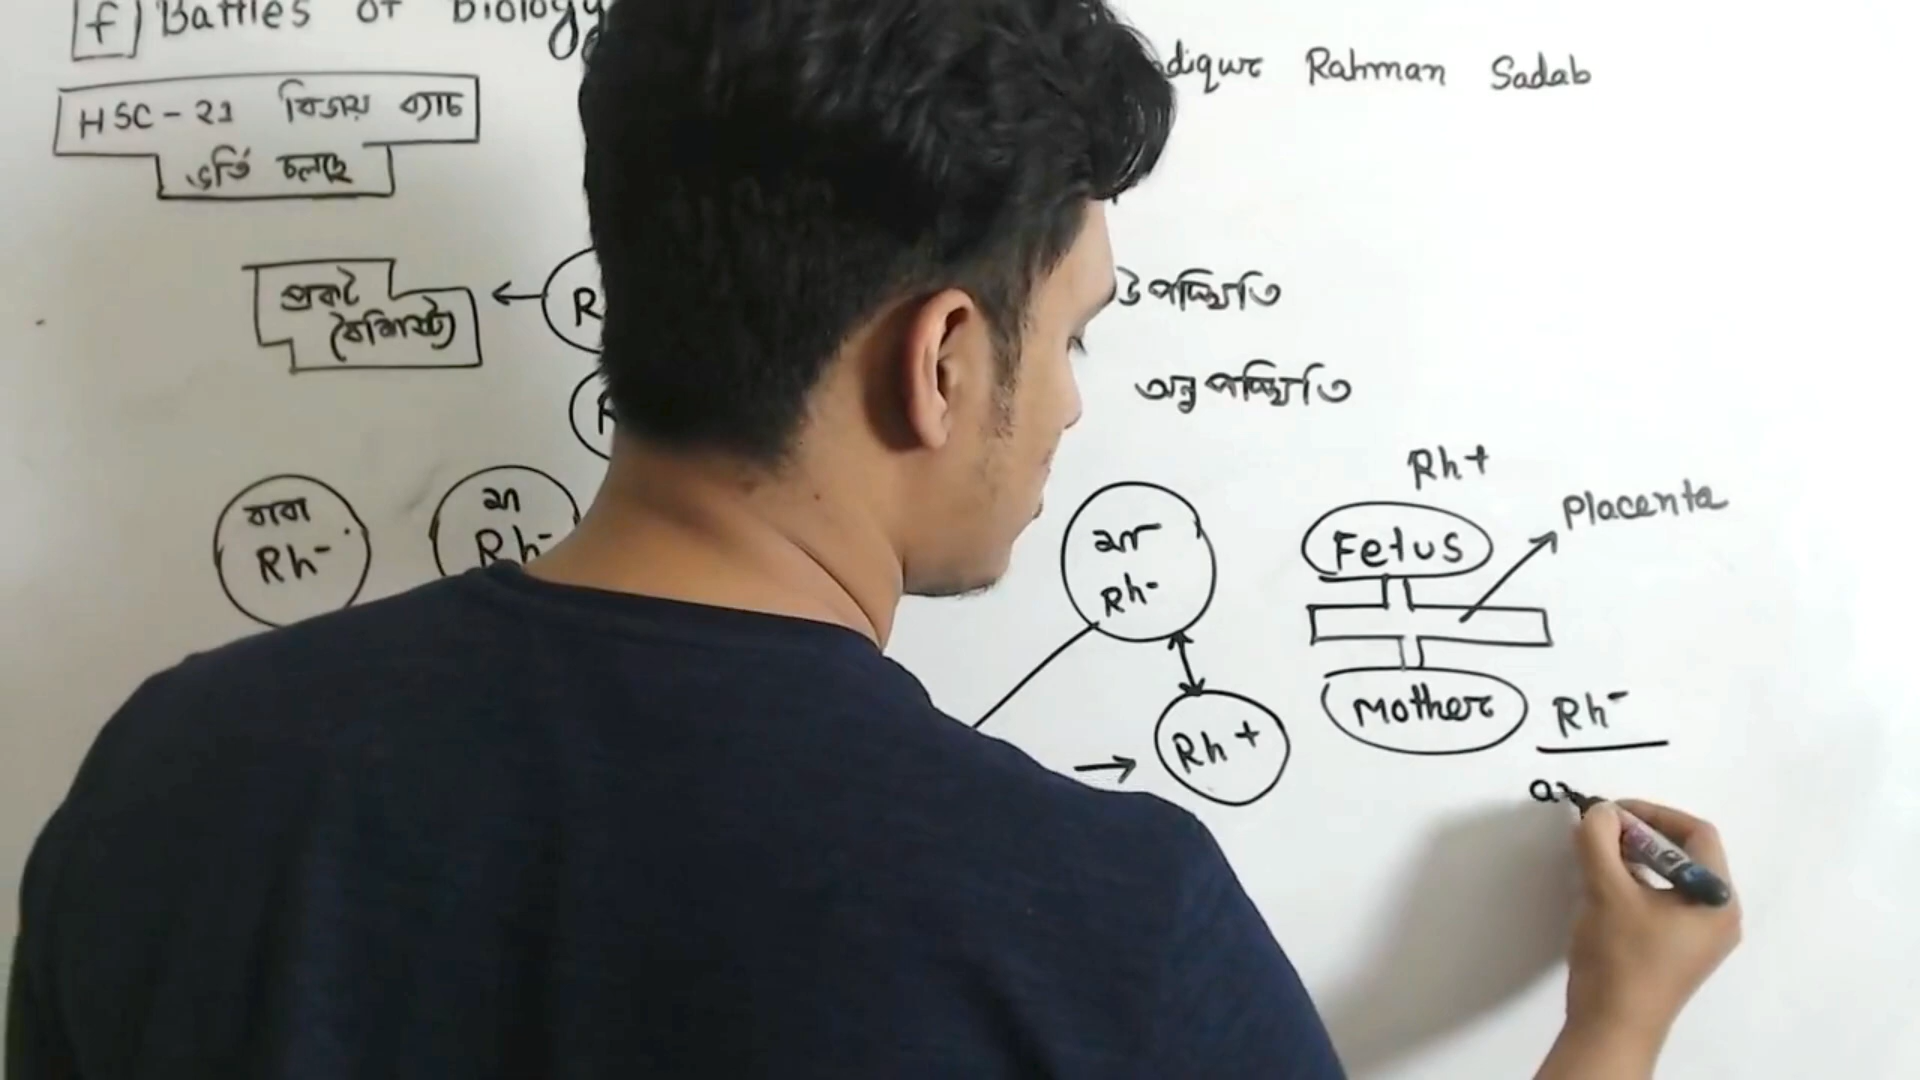 f Battles of Biology
diqur Rahman Sadab
HSC - 21 বিজয় ব্যাচ
ভর্তি চলছে
প্রকট
বৈশিষ্ট্য
R
উপস্থিতি
অনুপস্থিতি
বাবা
Rh-
মা
Rh-
মা
Rh-
Rh+
Rh+
Fetus
Placenta
Mother
Rh-